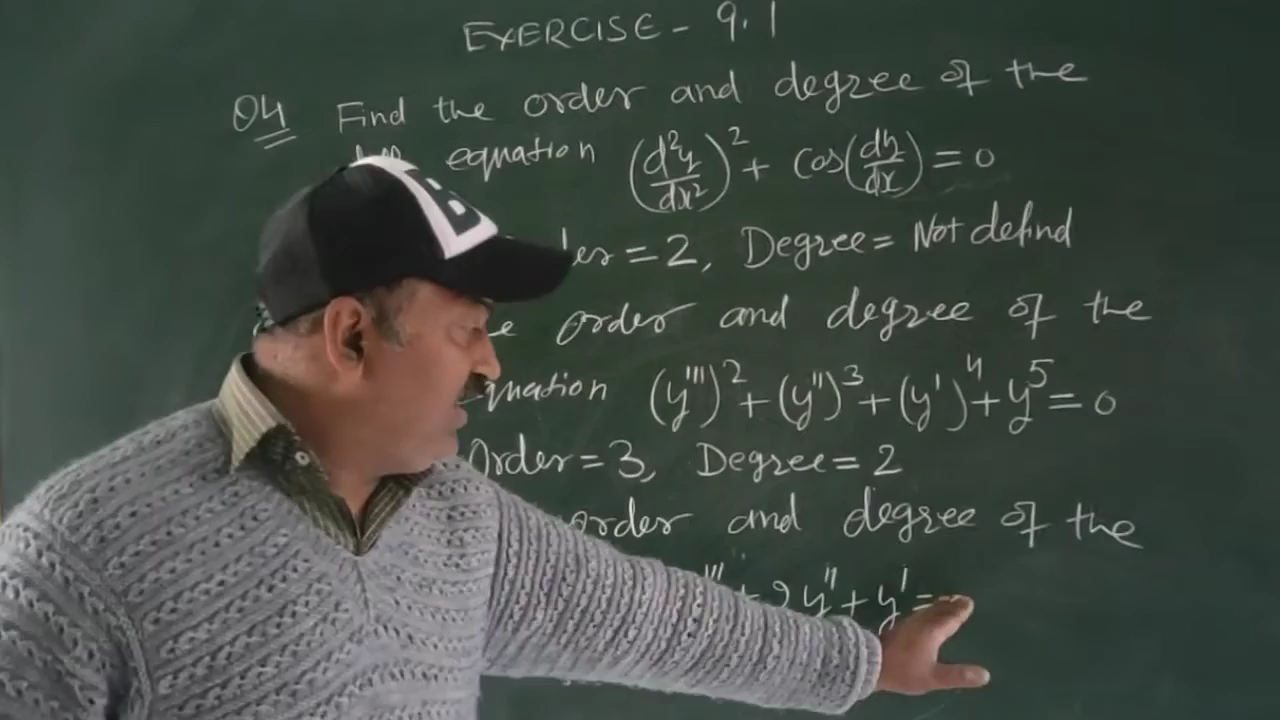 EXERCISE - 9.1
Q4 Find the order and degree of the
equation (d²y/dx²)² + cos(dy/dx) = 0
= 2, Degree = Not defind
order and degree of the
equation (y''')² + (y'')³ + (y')⁴ + y⁵ = 0
Order = 3, Degree = 2
order and degree of the
''' + 2y'' + y' =
B